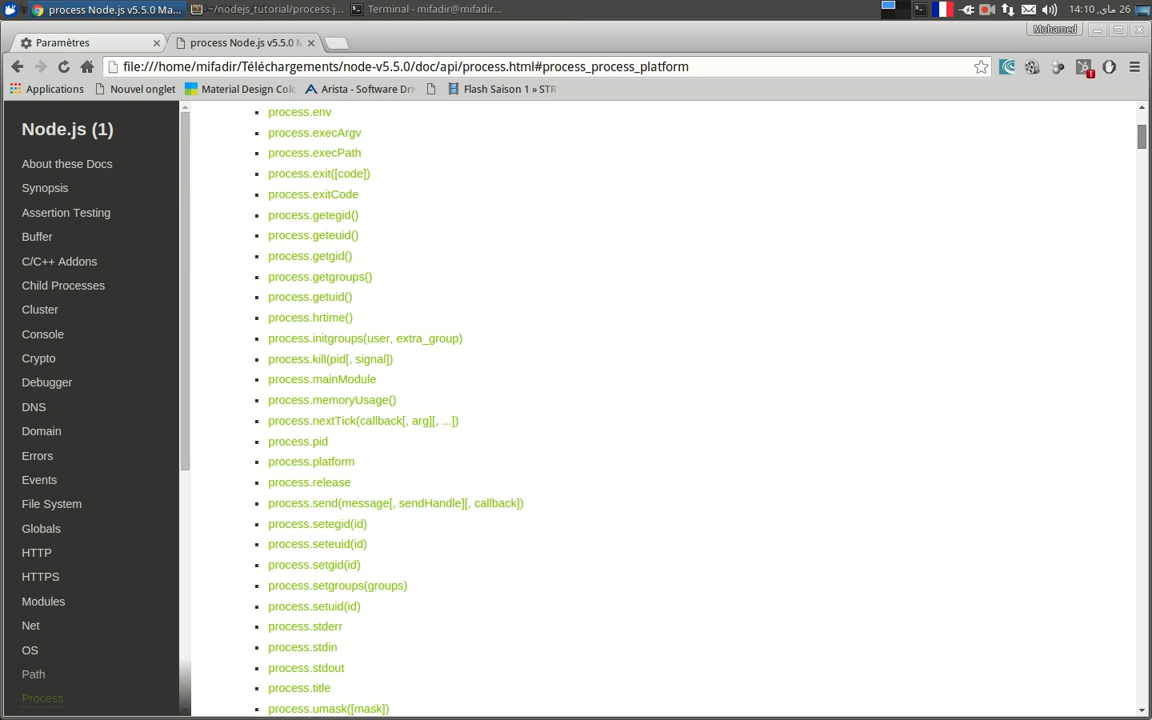 process Node.js v5.5.0 Ma...
~/nodejs_tutorial/process.j...
Terminal - mifadir@mifadir...
26 ماي, 14:10
Mohamed
Paramètres
process Node.js v5.5.0 M
file:///home/mifadir/Téléchargements/node-v5.5.0/doc/api/process.html#process_process_platform
Applications
Nouvel onglet
Material Design Colo
Arista - Software Driv
Flash Saison 1 » STR
Node.js (1)
About these Docs
Synopsis
Assertion Testing
Buffer
C/C++ Addons
Child Processes
Cluster
Console
Crypto
Debugger
DNS
Domain
Errors
Events
File System
Globals
HTTP
HTTPS
Modules
Net
OS
Path
Process
process.env
process.execArgv
process.execPath
process.exit([code])
process.exitCode
process.getegid()
process.geteuid()
process.getgid()
process.getgroups()
process.getuid()
process.hrtime()
process.initgroups(user, extra_group)
process.kill(pid[, signal])
process.mainModule
process.memoryUsage()
process.nextTick(callback[, arg][, ...])
process.pid
process.platform
process.release
process.send(message[, sendHandle][, callback])
process.setegid(id)
process.seteuid(id)
process.setgid(id)
process.setgroups(groups)
process.setuid(id)
process.stderr
process.stdin
process.stdout
process.title
process.umask([mask])